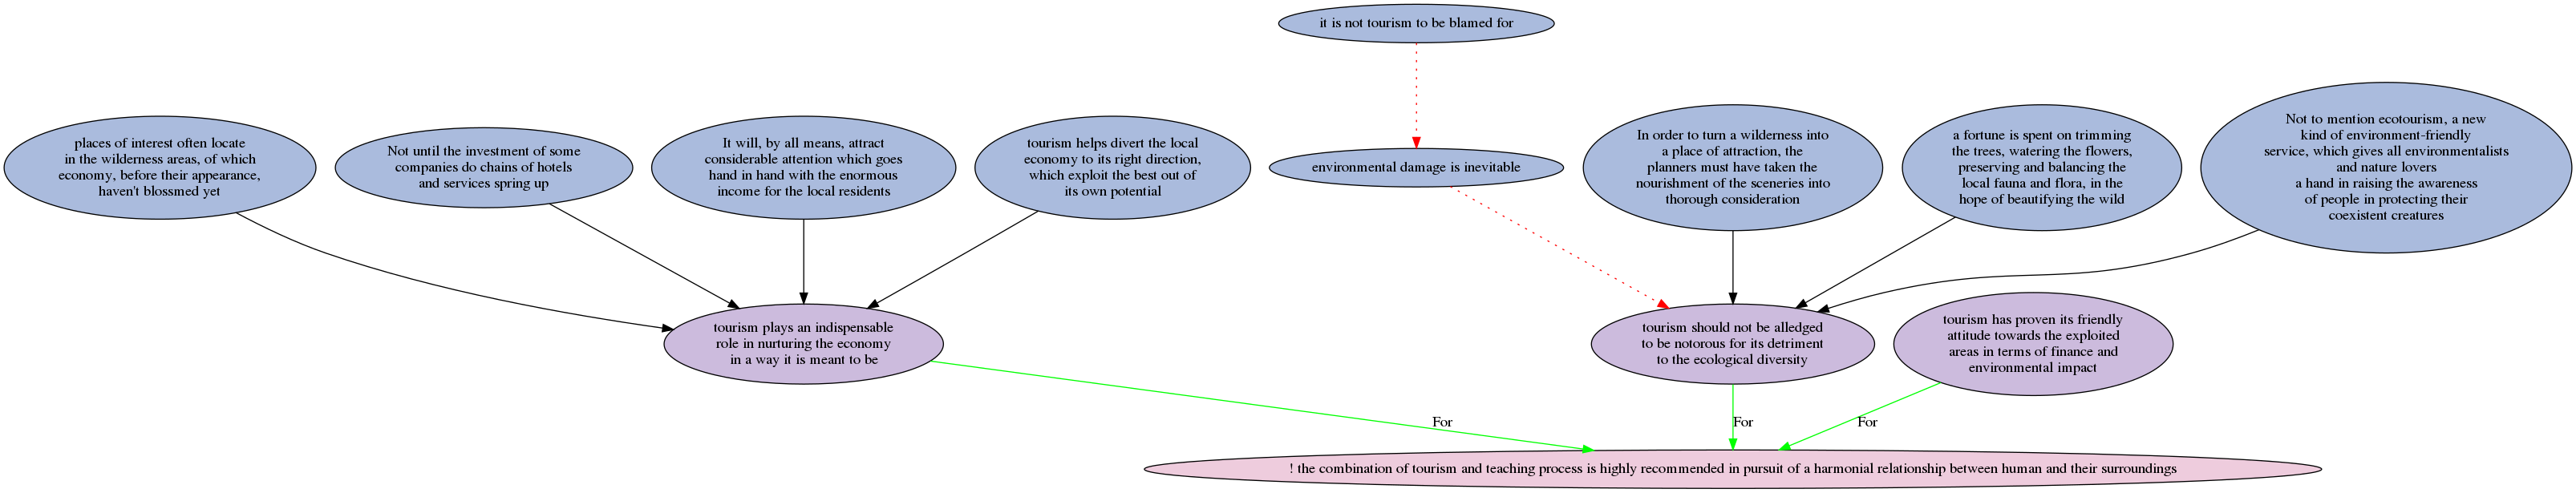 it is not tourism to be blamed for
places of interest often locate
in the wilderness areas, of which
economy, before their appearance,
haven't blossmed yet
Not until the investment of some
companies do chains of hotels
and services spring up
It will, by all means, attract
considerable attention which goes
hand in hand with the enormous
income for the local residents
tourism helps divert the local
economy to its right direction,
which exploit the best out of
its own potential
environmental damage is inevitable
In order to turn a wilderness into
a place of attraction, the
planners must have taken the
nourishment of the sceneries into
thorough consideration
a fortune is spent on trimming
the trees, watering the flowers,
preserving and balancing the
local fauna and flora, in the
hope of beautifying the wild
Not to mention ecotourism, a new
kind of environment-friendly
service, which gives all environmentalists
and nature lovers
a hand in raising the awareness
of people in protecting their
coexistent creatures
tourism plays an indispensable
role in nurturing the economy
in a way it is meant to be
tourism should not be alledged
to be notorous for its detriment
to the ecological diversity
tourism has proven its friendly
attitude towards the exploited
areas in terms of finance and
environmental impact
For
For
For
! the combination of tourism and teaching process is highly recommended in pursuit of a harmonial relationship between human and their surroundings